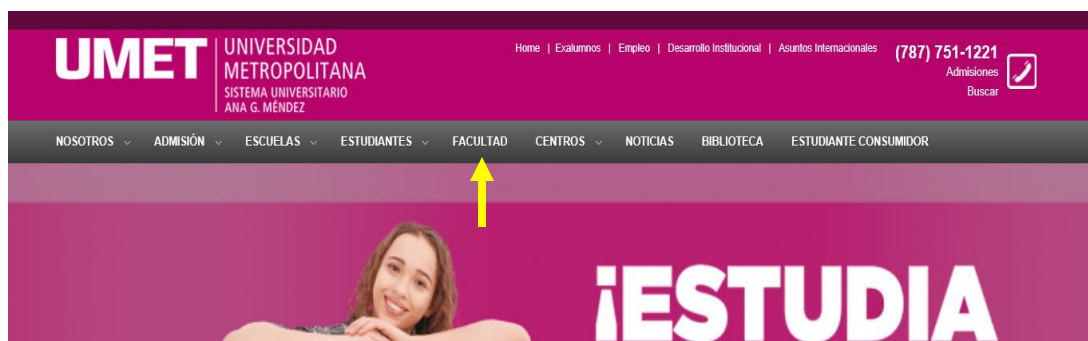 UMET
UNIVERSIDAD
METROPOLITANA
SISTEMA UNIVERSITARIO
ANA G. MÉNDEZ
Home | Exalumnos | Empleo | Desarrollo Institucional | Asuntos Internacionales
(787) 751-1221
Admisiones
Buscar
NOSOTROS ADMISIÓN ESCUELAS ESTUDIANTES FACULTAD CENTROS NOTICIAS BIBLIOTECA ESTUDIANTE CONSUMIDOR
¡ESTUDIA